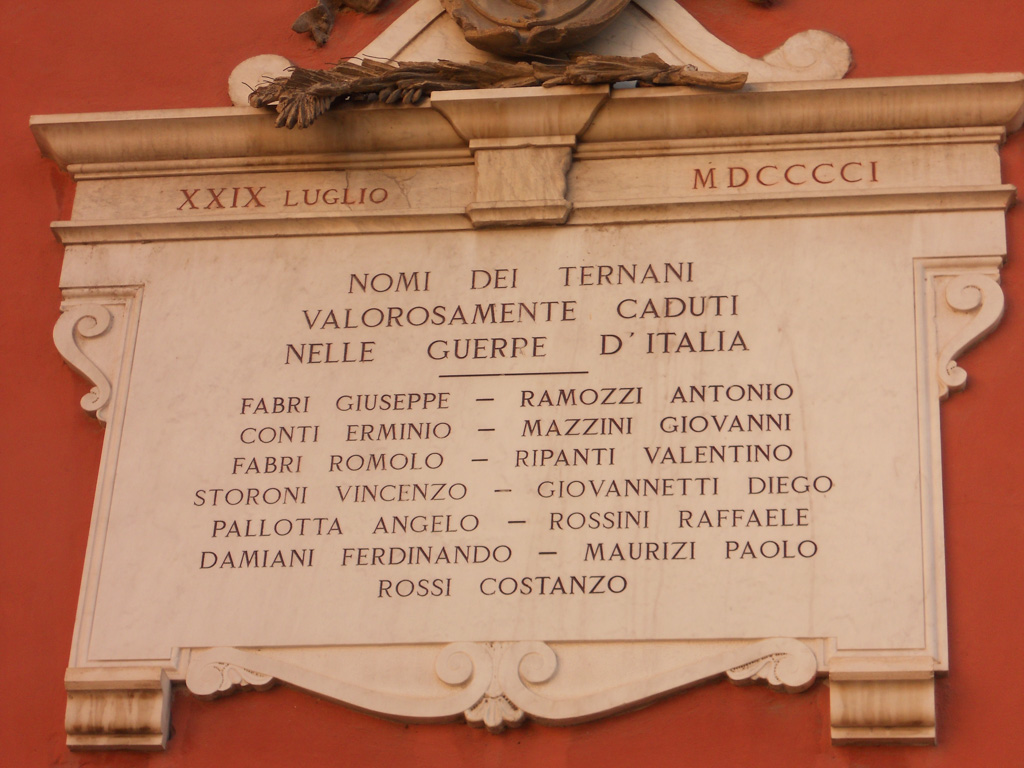 XXIX LUGLIO MDCCCCI
NOMI DEI TERNANI
VALOROSAMENTE CADUTI
NELLE GUERPE D'ITALIA
FABRI GIUSEPPE – RAMOZZI ANTONIO
CONTI ERMINIO – MAZZINI GIOVANNI
FABRI ROMOLO – RIPANTI VALENTINO
STORONI VINCENZO – GIOVANNETTI DIEGO
PALLOTTA ANGELO – ROSSINI RAFFAELE
DAMIANI FERDINANDO – MAURIZI PAOLO
ROSSI COSTANZO